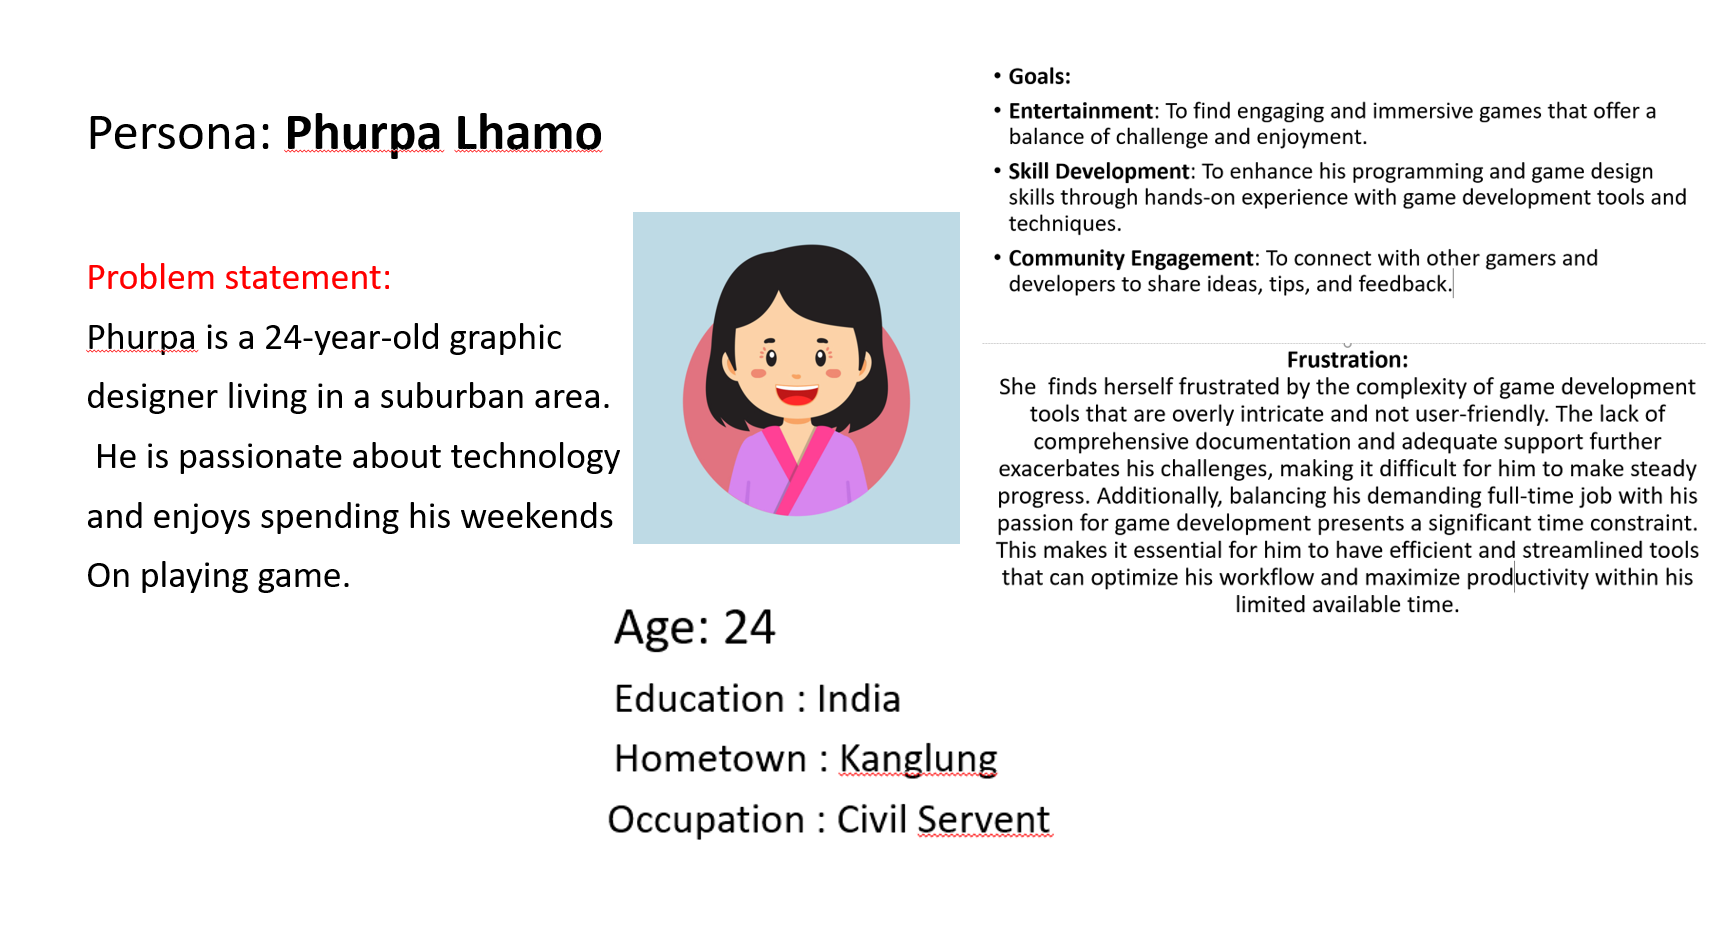 Persona: Phurpa Lhamo
Problem statement:
Phurpa is a 24-year-old graphic
designer living in a suburban area.
He is passionate about technology
and enjoys spending his weekends
On playing game.
Age: 24
Education : India
Hometown : Kanglung
Occupation : Civil Servent
• Goals:
• Entertainment: To find engaging and immersive games that offer a
balance of challenge and enjoyment.
• Skill Development: To enhance his programming and game design
skills through hands-on experience with game development tools and
techniques.
• Community Engagement: To connect with other gamers and
developers to share ideas, tips, and feedback.
Frustration:
She finds herself frustrated by the complexity of game development
tools that are overly intricate and not user-friendly. The lack of
comprehensive documentation and adequate support further
exacerbates his challenges, making it difficult for him to make steady
progress. Additionally, balancing his demanding full-time job with his
passion for game development presents a significant time constraint.
This makes it essential for him to have efficient and streamlined tools
that can optimize his workflow and maximize productivity within his
limited available time.